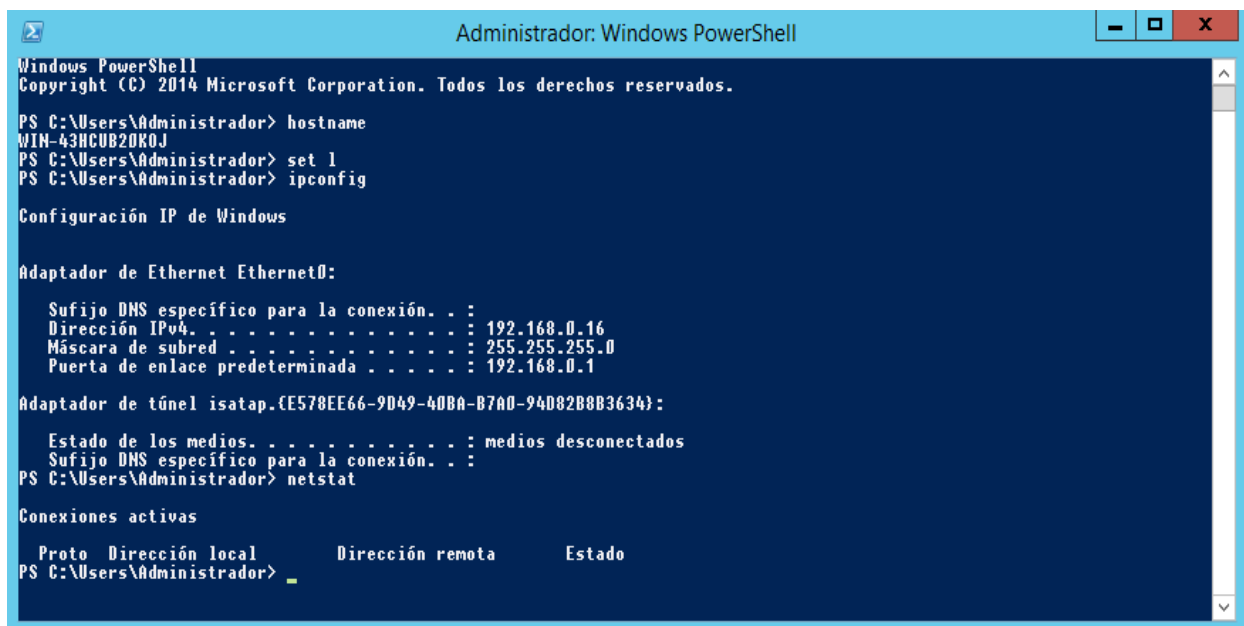 Administrador: Windows PowerShell
Windows PowerShell
Copyright (C) 2014 Microsoft Corporation. Todos los derechos reservados.
PS C:\Users\Administrador> hostname
WIN-43HCUB20KOJ
PS C:\Users\Administrador> set l
PS C:\Users\Administrador> ipconfig
Configuración IP de Windows
Adaptador de Ethernet Ethernet0:
Sufijo DNS específico para la conexión. . :
Dirección IPv4. . . . . . . . . . . . . . : 192.168.0.16
Máscara de subred . . . . . . . . . . . . : 255.255.255.0
Puerta de enlace predeterminada . . . . . : 192.168.0.1
Adaptador de túnel isatap.{E578EE66-9D49-40BA-B7A0-94D82B8B3634}:
Estado de los medios. . . . . . . . . . . : medios desconectados
Sufijo DNS específico para la conexión. . :
PS C:\Users\Administrador> netstat
Conexiones activas
Proto Dirección local Dirección remota Estado
PS C:\Users\Administrador> _